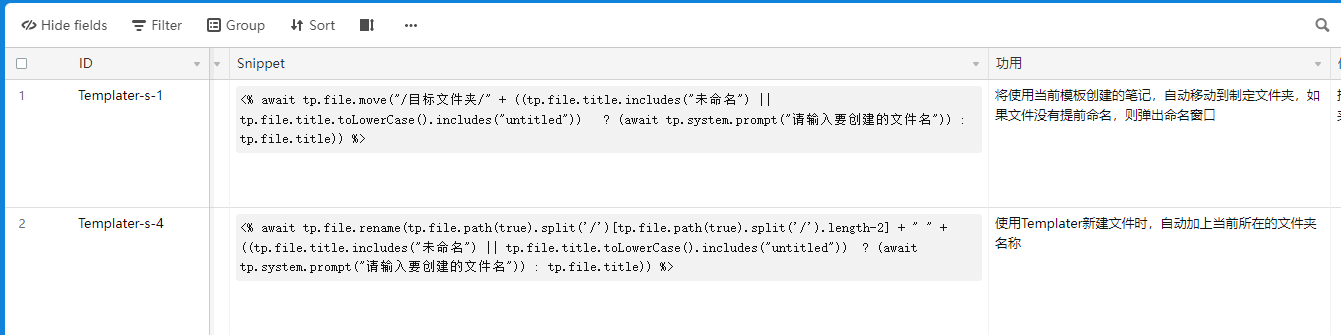 Hide fields Filter Group Sort
ID Snippet 功用
1 Templater-s-1
<% await tp.file.move("/目标文件夹/" + ((tp.file.title.includes("未命名") ||
tp.file.title.toLowerCase().includes("untitled")) ? (await tp.system.prompt("请输入要创建的文件名")) :
tp.file.title)) %>
将使用当前模板创建的笔记，自动移动到制定文件夹，如
果文件没有提前命名，则弹出命名窗口
2 Templater-s-4
<% await tp.file.rename(tp.file.path(true).split('/')[tp.file.path(true).split('/').length-2] + " " +
((tp.file.title.includes("未命名") || tp.file.title.toLowerCase().includes("untitled")) ? (await
tp.system.prompt("请输入要创建的文件名")) : tp.file.title)) %>
使用Templater新建文件时，自动加上当前所在的文件夹
名称